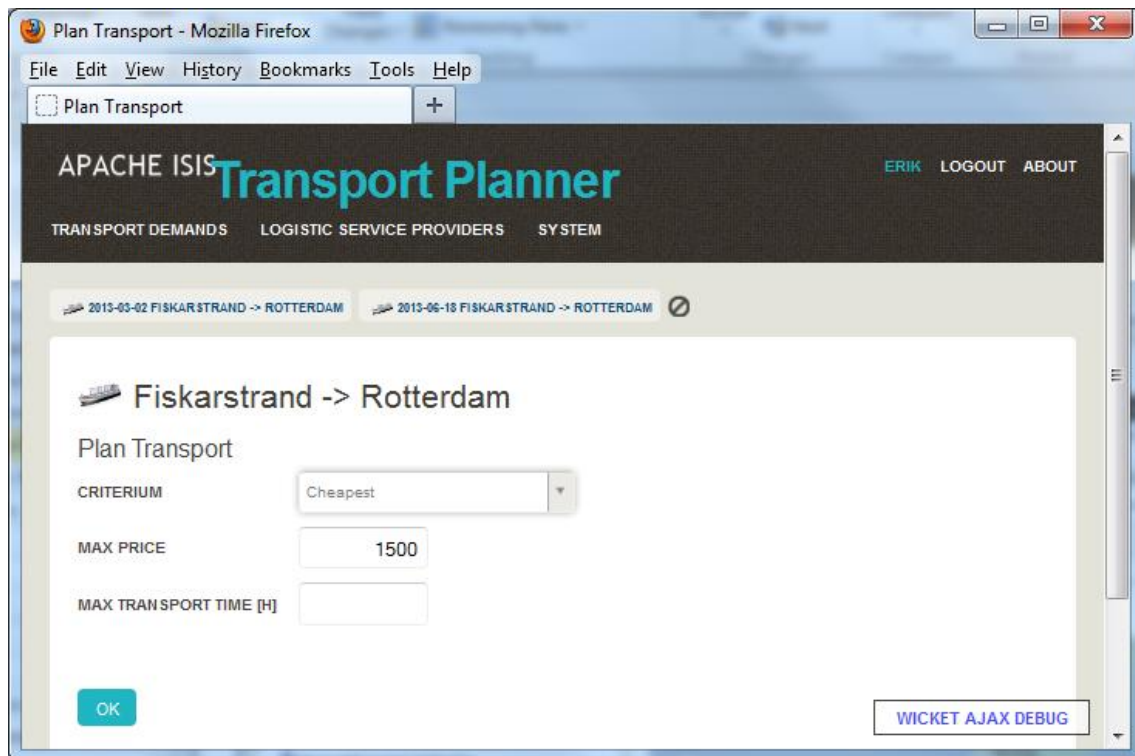 Plan Transport - Mozilla Firefox
File Edit View History Bookmarks Tools Help
Plan Transport
APACHE ISIS Transport Planner ERIK LOGOUT ABOUT
TRANSPORT DEMANDS LOGISTIC SERVICE PROVIDERS SYSTEM
2013-03-02 FISKARSTRAND -> ROTTERDAM 2013-06-18 FISKARSTRAND -> ROTTERDAM
Fiskarstrand -> Rotterdam
Plan Transport
CRITERIUM Cheapest
MAX PRICE 1500
MAX TRANSPORT TIME [H]
OK
WICKET AJAX DEBUG